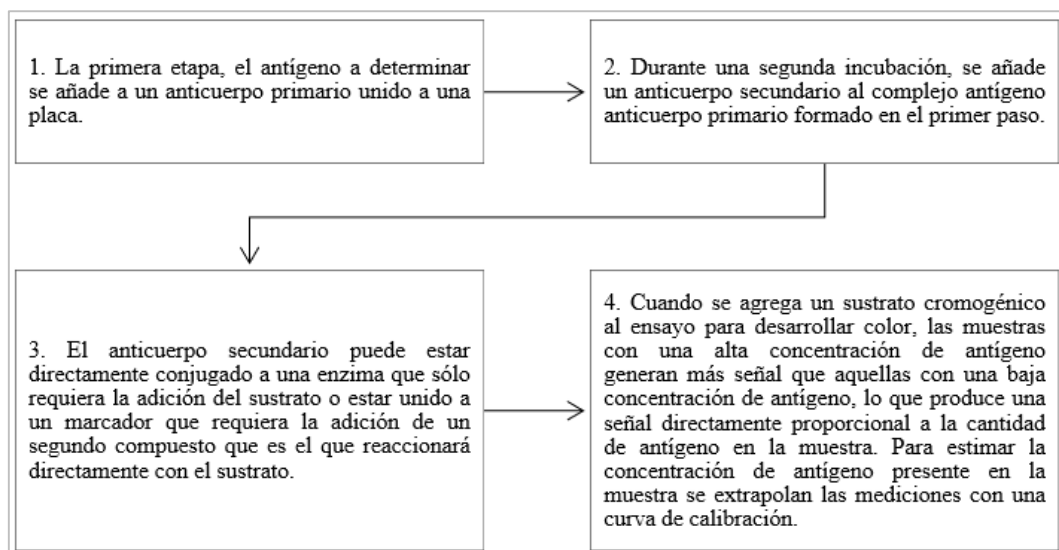 1. La primera etapa, el antígeno a determinar
se añade a un anticuerpo primario unido a una
placa.
2. Durante una segunda incubación, se añade
un anticuerpo secundario al complejo antígeno
anticuerpo primario formado en el primer paso.
3. El anticuerpo secundario puede estar
directamente conjugado a una enzima que sólo
requiera la adición del sustrato o estar unido a
un marcador que requiera la adición de un
segundo compuesto que es el que reaccionará
directamente con el sustrato.
4. Cuando se agrega un sustrato cromogénico
al ensayo para desarrollar color, las muestras
con una alta concentración de antígeno
generan más señal que aquellas con una baja
concentración de antígeno, lo que produce una
señal directamente proporcional a la cantidad
de antígeno en la muestra. Para estimar la
concentración de antígeno presente en la
muestra se extrapolan las mediciones con una
curva de calibración.